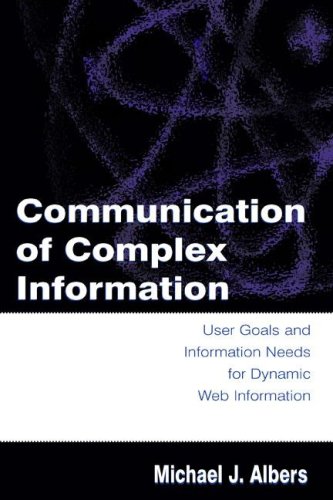 Communication
of Complex
Information
User Goals and
Information Needs
for Dynamic
Web Information
Michael J. Albers